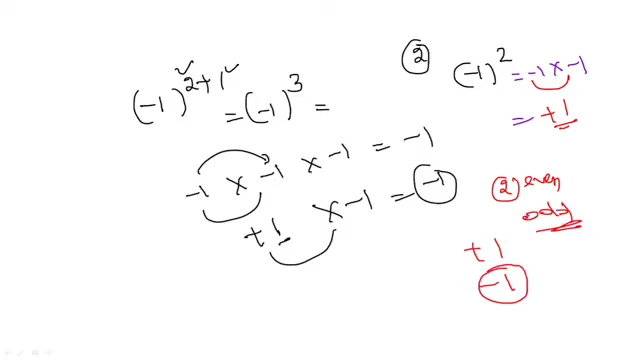 (-1)^2+1 = (-1)^3 =
-1 x -1 x -1 = -1
+1 x -1 = -1
2
(-1)^2 = -1 x -1
= +1
2 even
odd
+1
-1